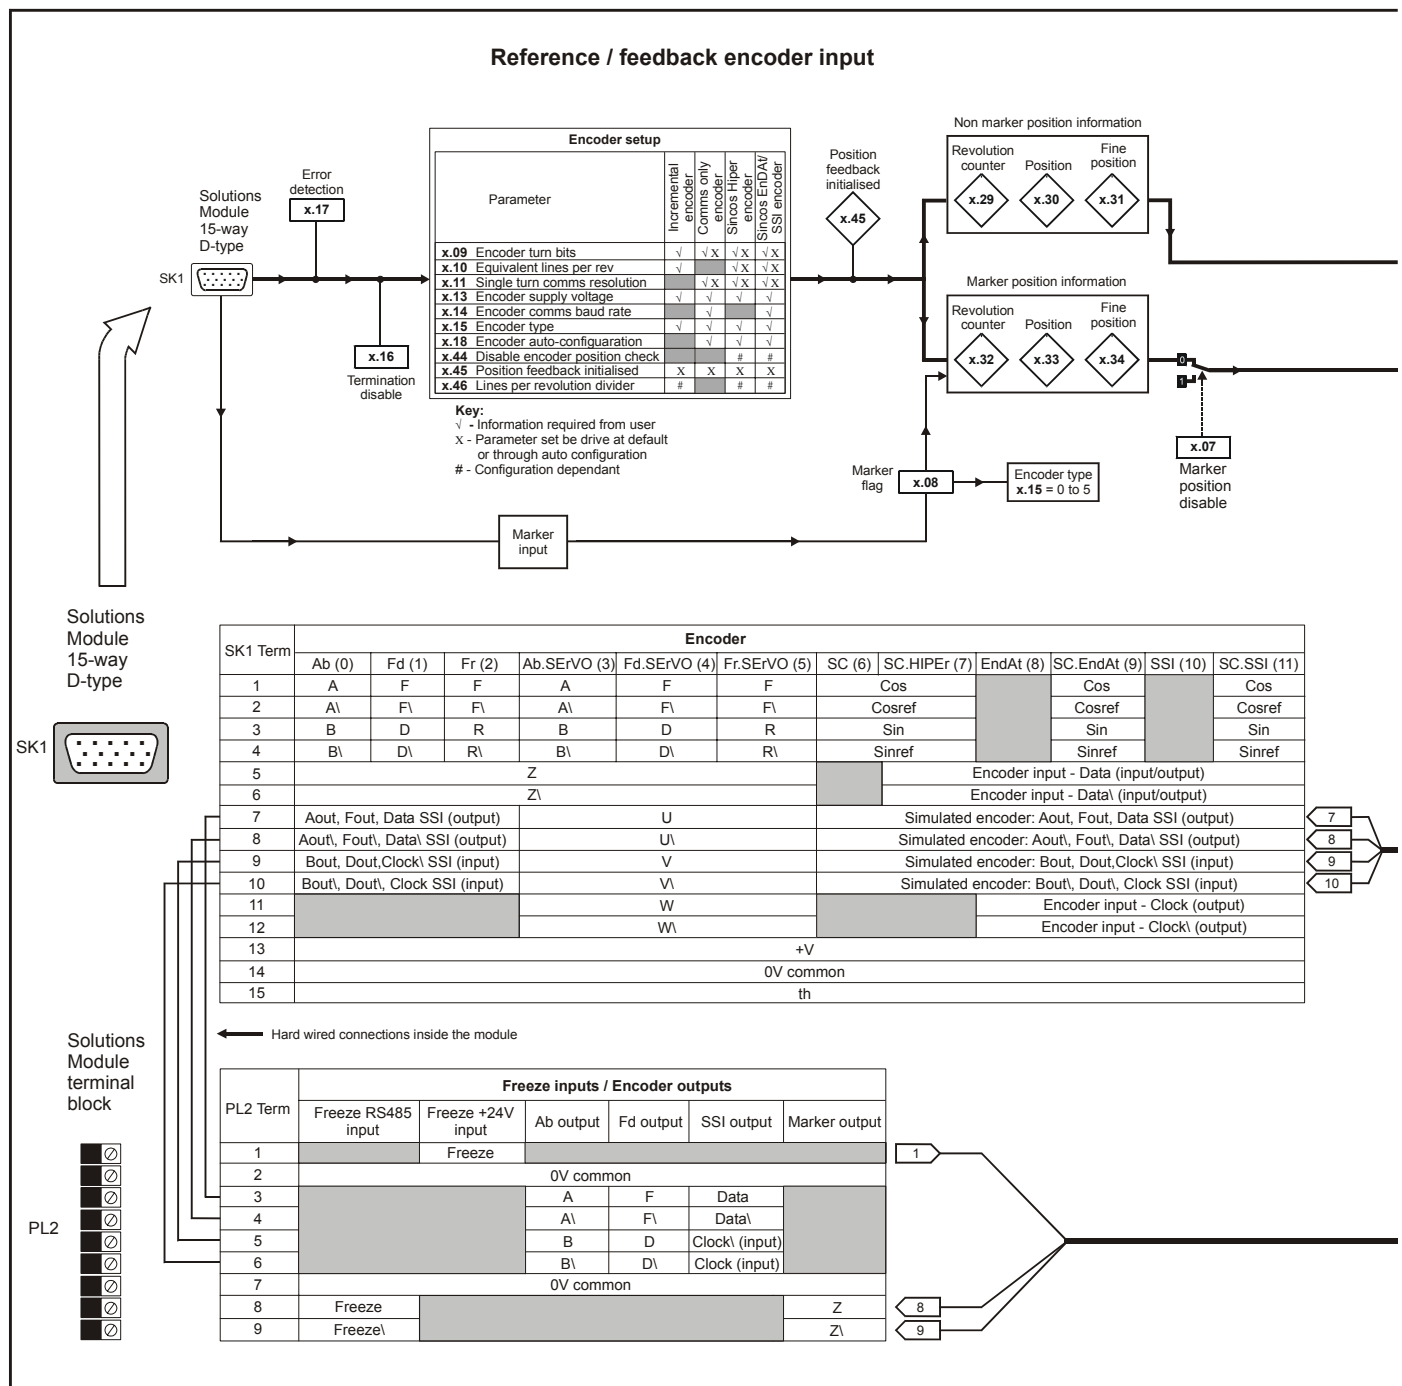 Reference / feedback encoder input
Solutions
Module
15-way
D-type
SK1
Error
detection
x.17
x.16
Termination
disable
Encoder setup
Parameter
Incremental
encoder
Comms only
encoder
Sincos Hiper
encoder
Sincos EnDAt/
SSI encoder
x.09 Encoder turn bits √ √ X √ X √ X
x.10 Equivalent lines per rev √ √ X √ X
x.11 Single turn comms resolution √ X √ X √ X
x.13 Encoder supply voltage √ √ √ √
x.14 Encoder comms baud rate √ √
x.15 Encoder type √ √ √ √
x.18 Encoder auto-configuaration √ √ √
x.44 Disable encoder position check # #
x.45 Position feedback initialised X X X X
x.46 Lines per revolution divider # # #
Key:
√ - Information required from user
X - Parameter set be drive at default
or through auto configuration
# - Configuration dependant
Position
feedback
initialised
x.45
Non marker position information
Revolution
counter
Position
Fine
position
x.29 x.30 x.31
Marker position information
Revolution
counter
Position
Fine
position
x.32 x.33 x.34
0
1
x.07
Marker
position
disable
Marker
flag
x.08
Encoder type
x.15 = 0 to 5
Marker
input
Solutions
Module
15-way
D-type
SK1
SK1 Term Encoder
Ab (0) Fd (1) Fr (2) Ab.SErVO (3) Fd.SErVO (4) Fr.SErVO (5) SC (6) SC.HIPEr (7) EndAt (8) SC.EndAt (9) SSI (10) SC.SSI (11)
1 A F F A F F Cos Cos Cos
2 A\ F\ F\ A\ F\ F\ Cosref Cosref Cosref
3 B D R B D R Sin Sin Sin
4 B\ D\ R\ B\ D\ R\ Sinref Sinref Sinref
5 Z Encoder input - Data (input/output)
6 Z\ Encoder input - Data\ (input/output)
7 Aout, Fout, Data SSI (output) U Simulated encoder: Aout, Fout, Data SSI (output) 7
8 Aout\, Fout\, Data\ SSI (output) U\ Simulated encoder: Aout\, Fout\, Data\ SSI (output) 8
9 Bout, Dout,Clock\ SSI (input) V Simulated encoder: Bout, Dout,Clock\ SSI (input) 9
10 Bout\, Dout\, Clock SSI (input) V\ Simulated encoder: Bout\, Dout\, Clock SSI (input) 10
11 W Encoder input - Clock (output)
12 W\ Encoder input - Clock\ (output)
13 +V
14 0V common
15 th
Hard wired connections inside the module
Solutions
Module
terminal
block
PL2
PL2 Term Freeze inputs / Encoder outputs
Freeze RS485
input
Freeze +24V
input
Ab output Fd output SSI output Marker output
1 Freeze 1
2 0V common
3 A F Data
4 A\ F\ Data\
5 B D Clock\ (input)
6 B\ D\ Clock (input)
7 0V common
8 Freeze Z 8
9 Freeze\ Z\ 9